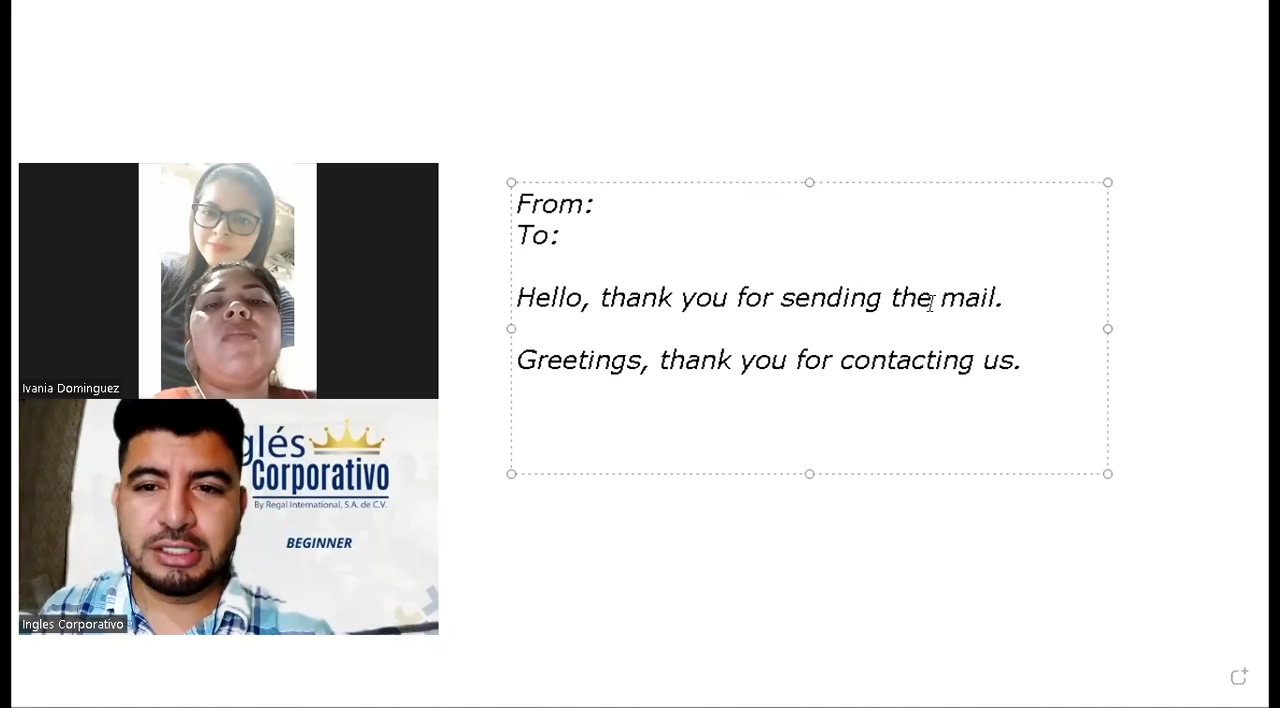 From:
To:
Hello, thank you for sending the mail.
Greetings, thank you for contacting us.
Ivania Dominguez
glés
Corporativo
By Regal International, S.A. de C.V.
BEGINNER
Ingles Corporativo